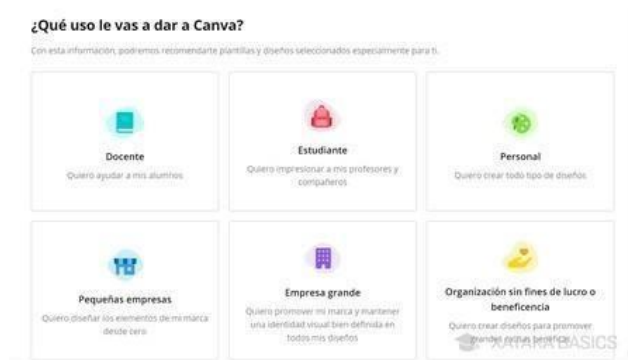 ¿Qué uso le vas a dar a Canva?
Con esta información, podremos recomendarte plantillas y diseños seleccionados especialmente para ti.
Docente
Quiero ayudar a mis alumnos
Estudiante
Quiero impresionar a mis profesores y
compañeros
Personal
Quiero crear todo tipo de diseños
Pequeñas empresas
Quiero diseñar los elementos de mi marca
desde cero
Empresa grande
Quiero promover mi marca y mantener
una identidad visual bien definida en
todos mis diseños
Organización sin fines de lucro o
beneficencia
Quiero crear diseños para promover
grandes causas benéficas
XATAKA BASICS